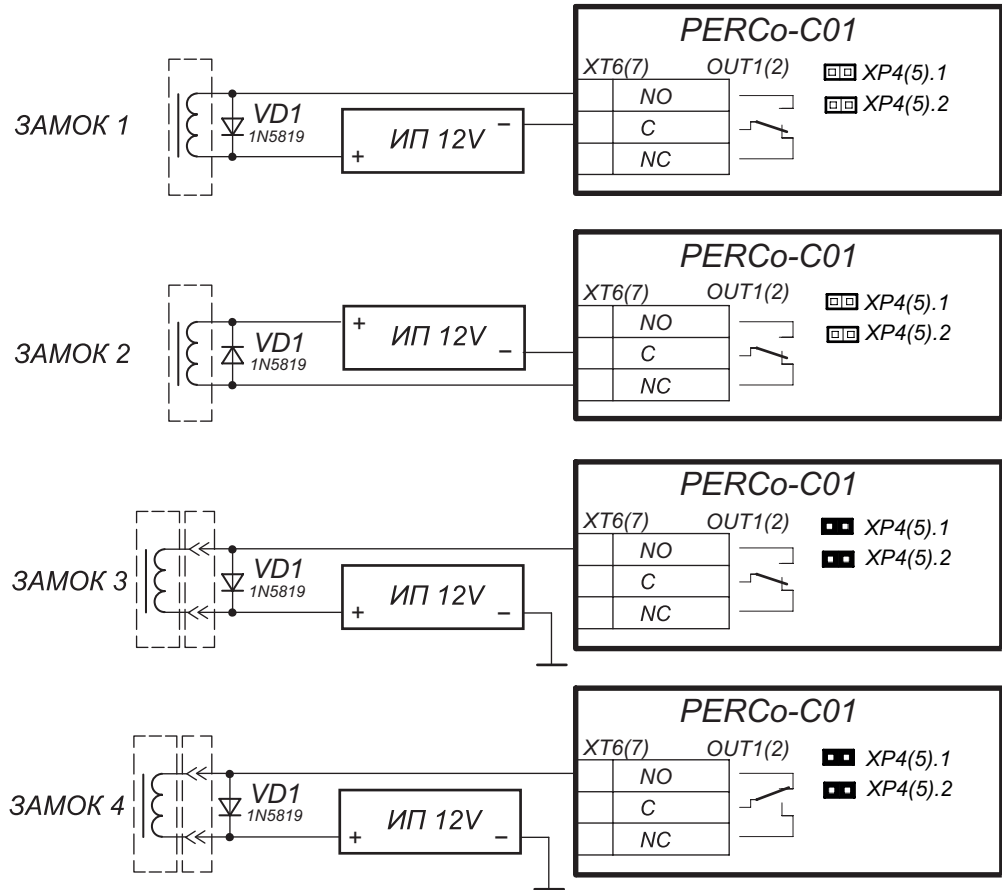 PERCo-C01
XT6(7) OUT1(2) XP4(5).1
XP4(5).2
NO
C
NC
ЗАМОК 1
VD1
1N5819
ИП 12V
+ −
PERCo-C01
XT6(7) OUT1(2) XP4(5).1
XP4(5).2
NO
C
NC
ЗАМОК 2
VD1
1N5819
ИП 12V
+ −
PERCo-C01
XT6(7) OUT1(2) XP4(5).1
XP4(5).2
NO
C
NC
ЗАМОК 3
VD1
1N5819
ИП 12V
+ −
PERCo-C01
XT6(7) OUT1(2) XP4(5).1
XP4(5).2
NO
C
NC
ЗАМОК 4
VD1
1N5819
ИП 12V
+ −